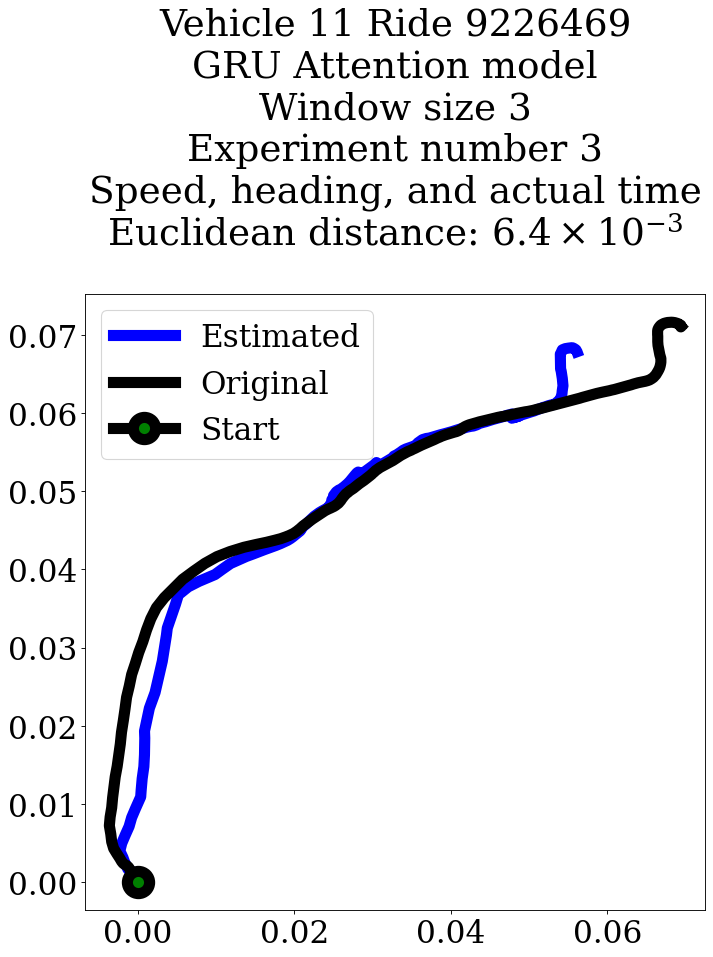 Vehicle 11 Ride 9226469
GRU Attention model
Window size 3
Experiment number 3
Speed, heading, and actual time
Euclidean distance: 6.4 × 10⁻³
Estimated
Original
Start
0.07
0.06
0.05
0.04
0.03
0.02
0.01
0.00
0.00 0.02 0.04 0.06